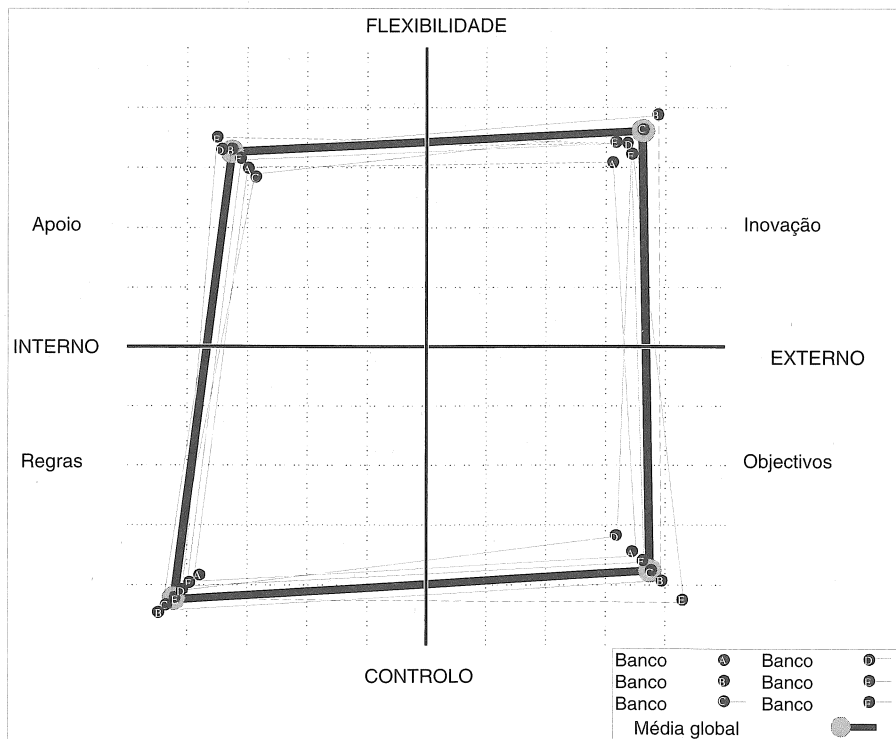 FLEXIBILIDADE
B
C
E
D B
F
A
C
F D
F
A
Apoio
Inovação
INTERNO
EXTERNO
Regras
Objectivos
D
A
F
C
B
E
A
F
D
E
C
B
CONTROLO
Banco A Banco D
Banco B Banco E
Banco C Banco F
Média global